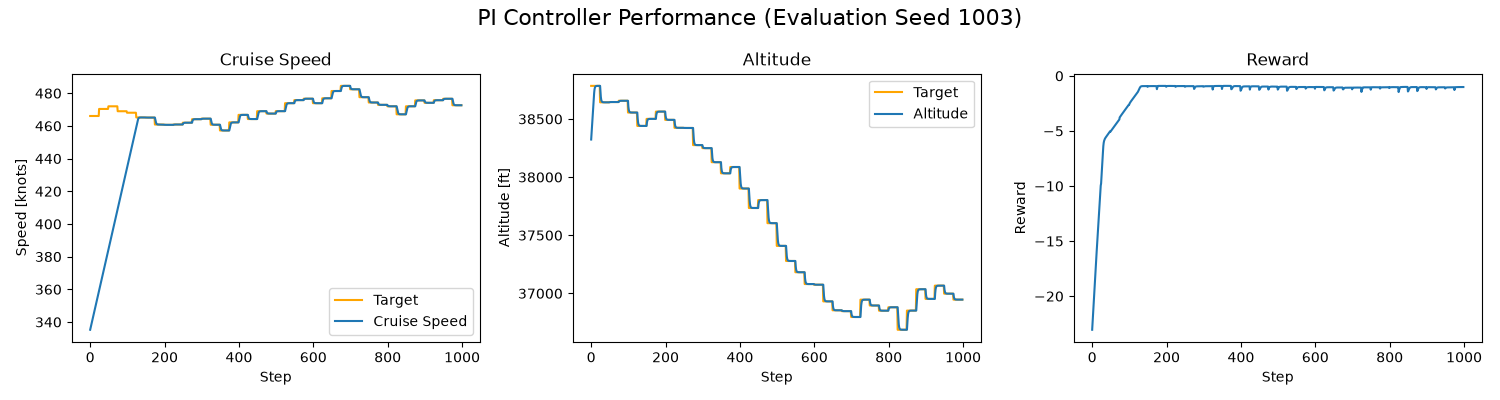 PI Controller Performance (Evaluation Seed 1003)
Cruise Speed
Speed [knots]
480
460
440
420
400
380
360
340
0
200
400
600
800
1000
Step
Target
Cruise Speed
Altitude
Altitude [ft]
38500
38000
37500
37000
0
200
400
600
800
1000
Step
Target
Altitude
Reward
Reward
0
−5
−10
−15
−20
0
200
400
600
800
1000
Step